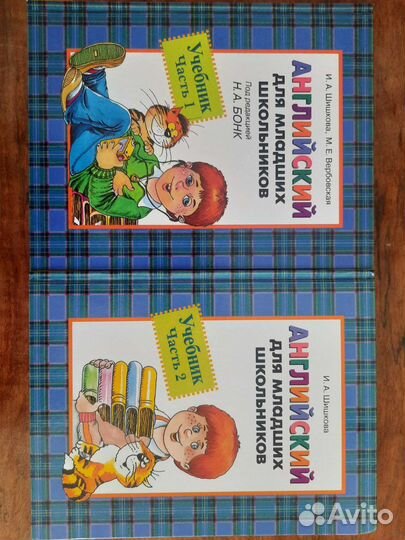 И. А. Шишкова, М. Е. Вербовская
АНГЛИЙСКИЙ
ДЛЯ МЛАДШИХ
ШКОЛЬНИКОВ
Под редакцией
Н. А. БОНК
Учебник
Часть 1
И. А. Шишкова
АНГЛИЙСКИЙ
ДЛЯ МЛАДШИХ
ШКОЛЬНИКОВ
Учебник
Часть 2
Avito